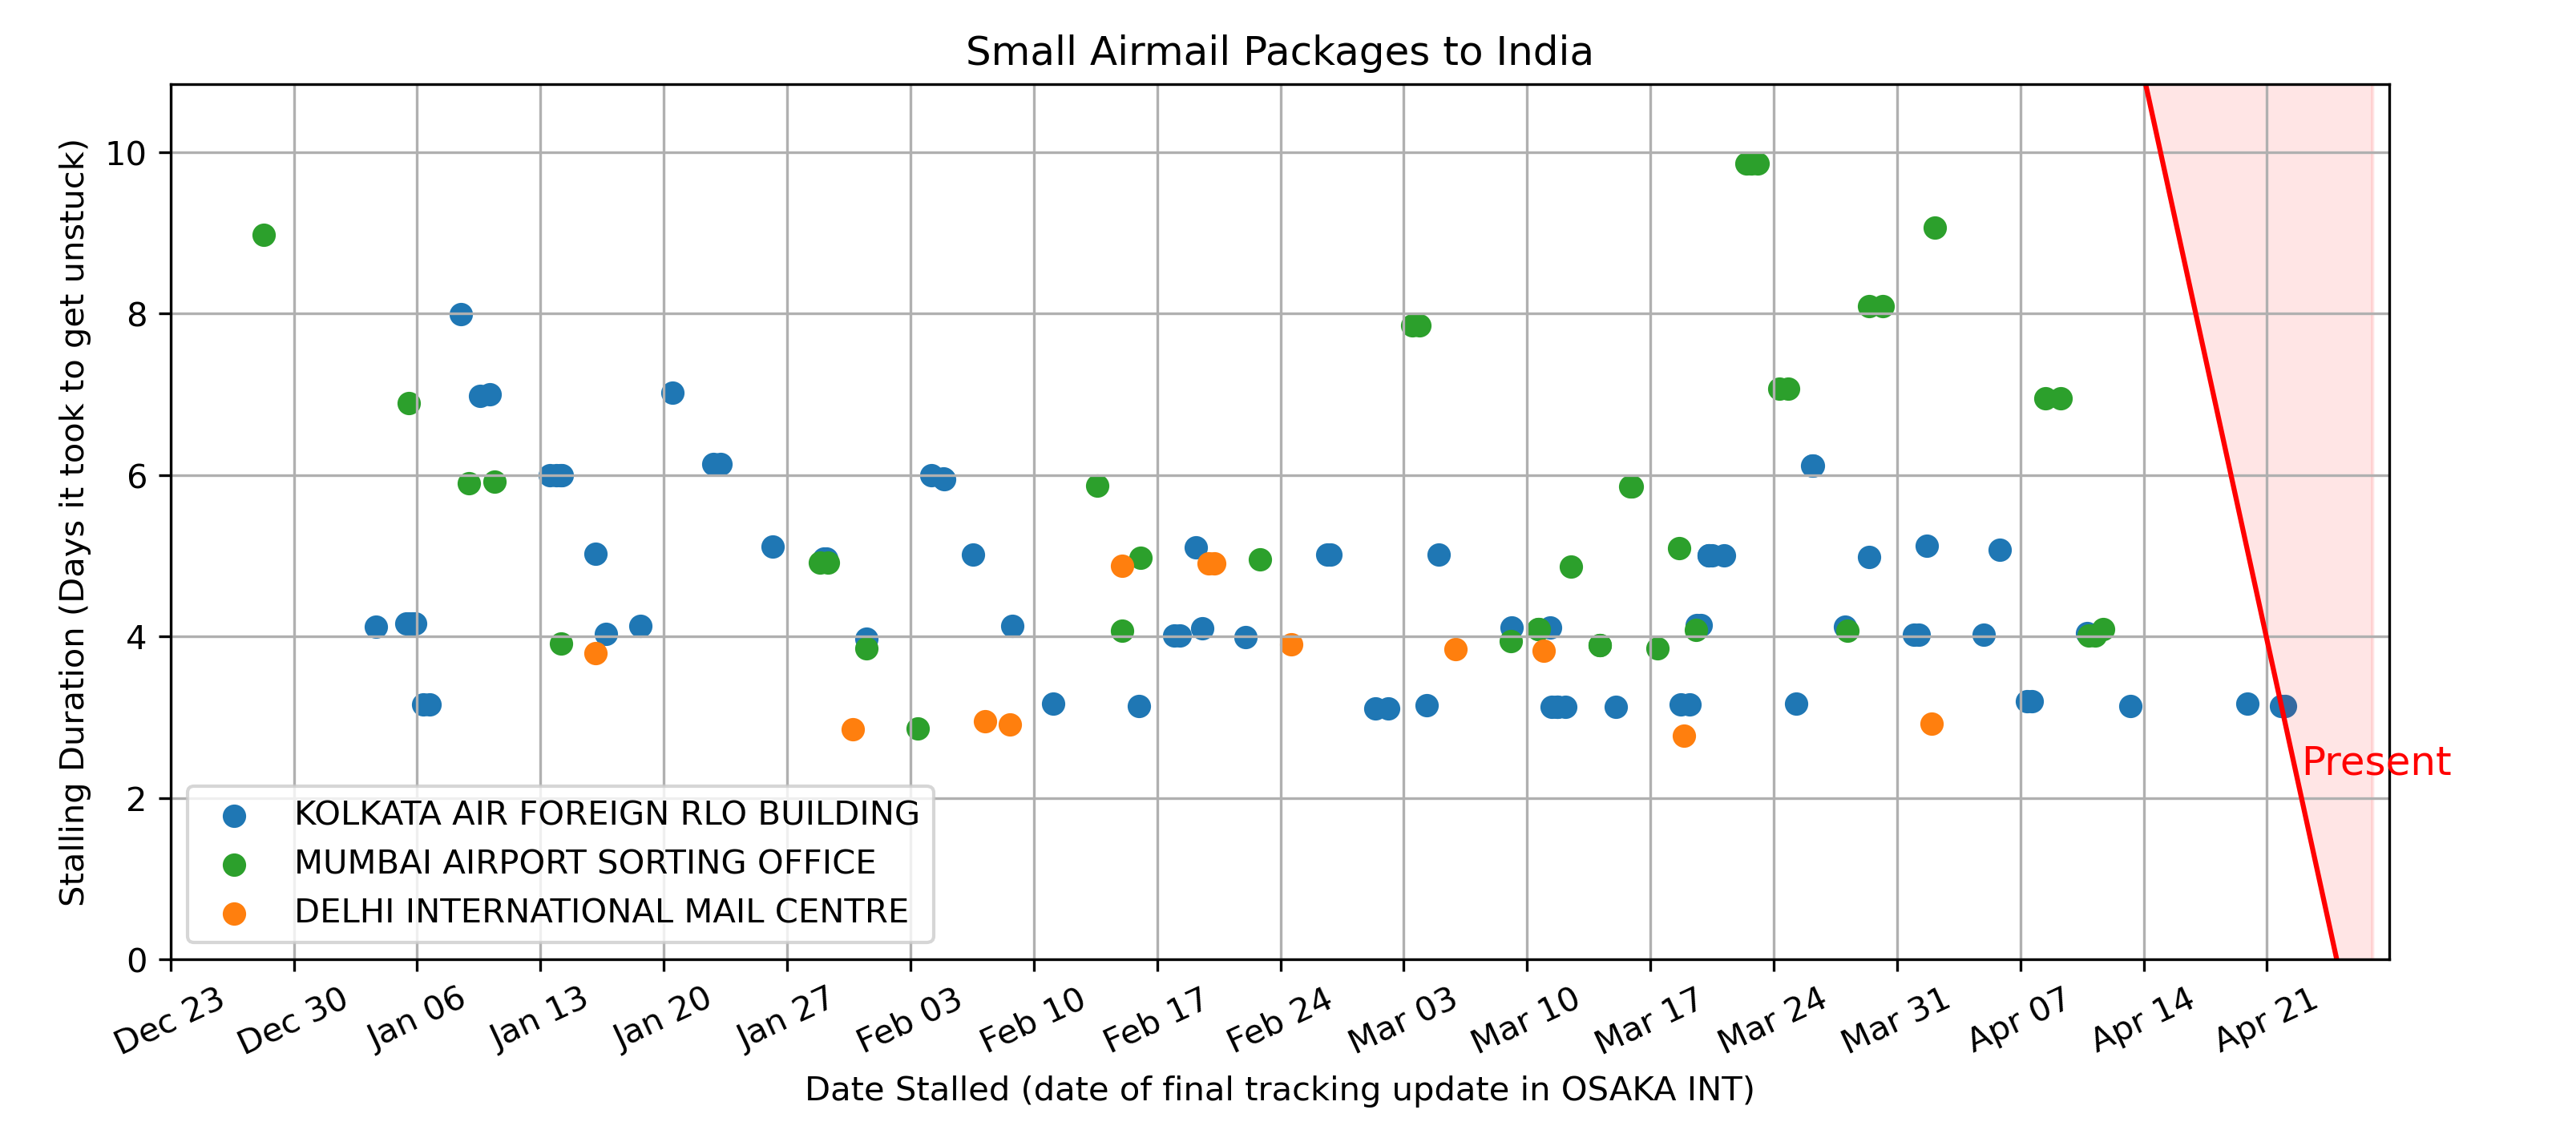 Small Airmail Packages to India
Stalling Duration (Days it took to get unstuck)
10
8
6
4
2
0
Present
KOLKATA AIR FOREIGN RLO BUILDING
MUMBAI AIRPORT SORTING OFFICE
DELHI INTERNATIONAL MAIL CENTRE
Dec 23
Dec 30
Jan 06
Jan 13
Jan 20
Jan 27
Feb 03
Feb 10
Feb 17
Feb 24
Mar 03
Mar 10
Mar 17
Mar 24
Mar 31
Apr 07
Apr 14
Apr 21
Date Stalled (date of final tracking update in OSAKA INT)